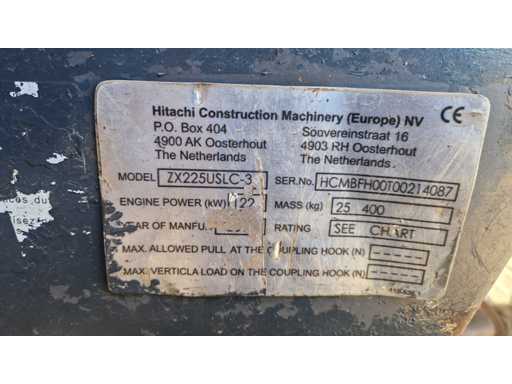 Hitachi Construction Machinery (Europe) NV CE
P.O. Box 404 Souvereinstraat 16
4900 AK Oosterhout 4903 RH Oosterhout
The Netherlands The Netherlands
MODEL ZX225USLC-3 SER.No. HCMBFH00T00214087
ENGINE POWER (kW) 122 MASS (kg) 25 400
YEAR OF MANFU. RATING SEE CHART
MAX. ALLOWED PULL AT THE COUPLING HOOK (N) -----
MAX. VERTICLA LOAD ON THE COUPLING HOOK (N) -----